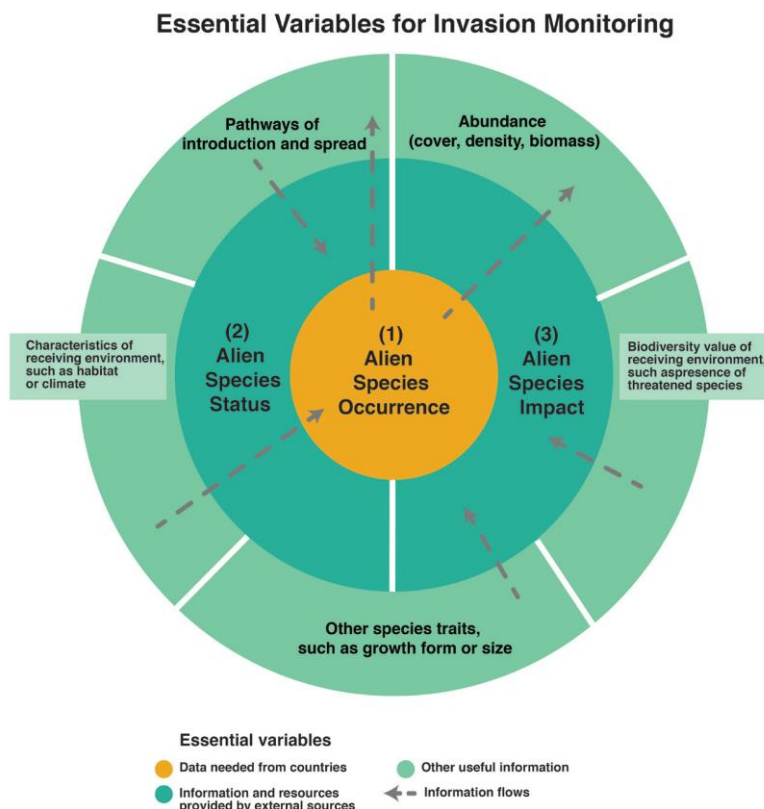 Essential Variables for Invasion Monitoring
Pathways of
introduction and spread
Abundance
(cover, density, biomass)
Characteristics of
receiving environment,
such as habitat
or climate
(2)
Alien
Species
Status
(1)
Alien
Species
Occurrence
(3)
Alien
Species
Impact
Biodiversity value of
receiving environment,
such aspresence of
threatened species
Other species traits,
such as growth form or size
Essential variables
Data needed from countries
Other useful information
Information and resources
provided by external sources
Information flows